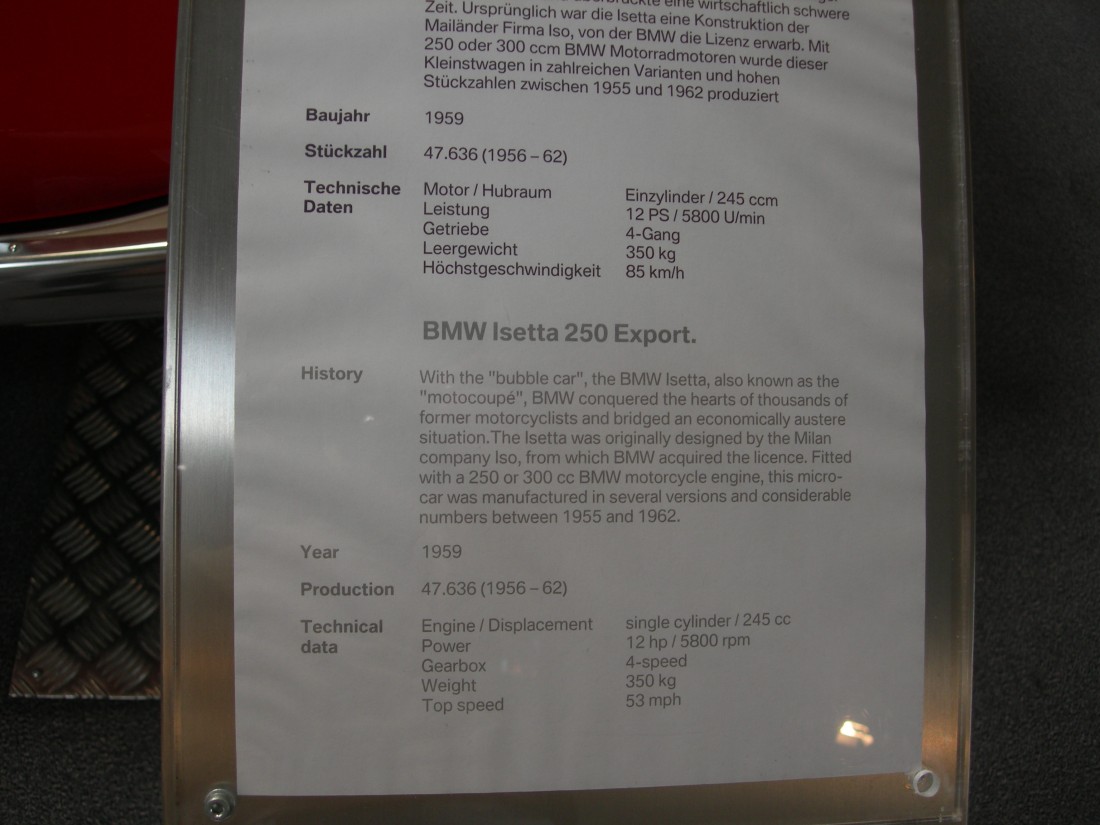 überbrückte eine wirtschaftlich schwere
Zeit. Ursprünglich war die Isetta eine Konstruktion der
Mailänder Firma Iso, von der BMW die Lizenz erwarb. Mit
250 oder 300 ccm BMW Motorradmotoren wurde dieser
Kleinstwagen in zahlreichen Varianten und hohen
Stückzahlen zwischen 1955 und 1962 produziert
Baujahr 1959
Stückzahl 47.636 (1956 – 62)
Technische Daten
Motor / Hubraum Einzylinder / 245 ccm
Leistung 12 PS / 5800 U/min
Getriebe 4-Gang
Leergewicht 350 kg
Höchstgeschwindigkeit 85 km/h
BMW Isetta 250 Export.
History With the "bubble car", the BMW Isetta, also known as the
"motocoupé", BMW conquered the hearts of thousands of
former motorcyclists and bridged an economically austere
situation.The Isetta was originally designed by the Milan
company Iso, from which BMW acquired the licence. Fitted
with a 250 or 300 cc BMW motorcycle engine, this micro-
car was manufactured in several versions and considerable
numbers between 1955 and 1962.
Year 1959
Production 47.636 (1956 – 62)
Technical data
Engine / Displacement single cylinder / 245 cc
Power 12 hp / 5800 rpm
Gearbox 4-speed
Weight 350 kg
Top speed 53 mph